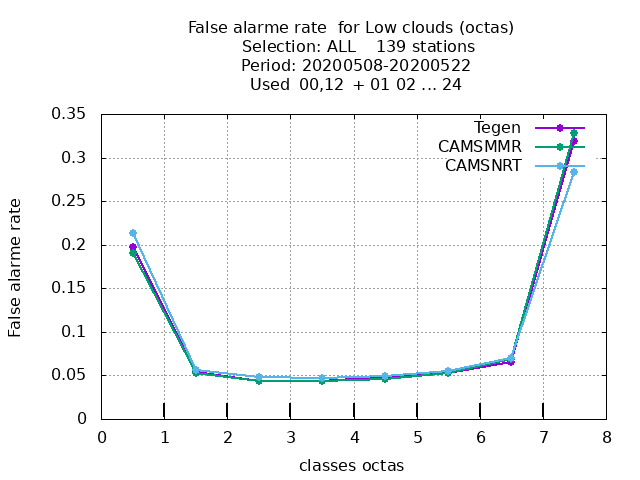 False alarme rate  for Low clouds (octas)
Selection: ALL    139 stations
Period: 20200508-20200522
Used  00,12  + 01 02 ... 24
0.35
0.3
0.25
0.2
0.15
0.1
0.05
0
False alarme rate
Tegen
CAMSMMR
CAMSNRT
0 1 2 3 4 5 6 7 8
classes octas